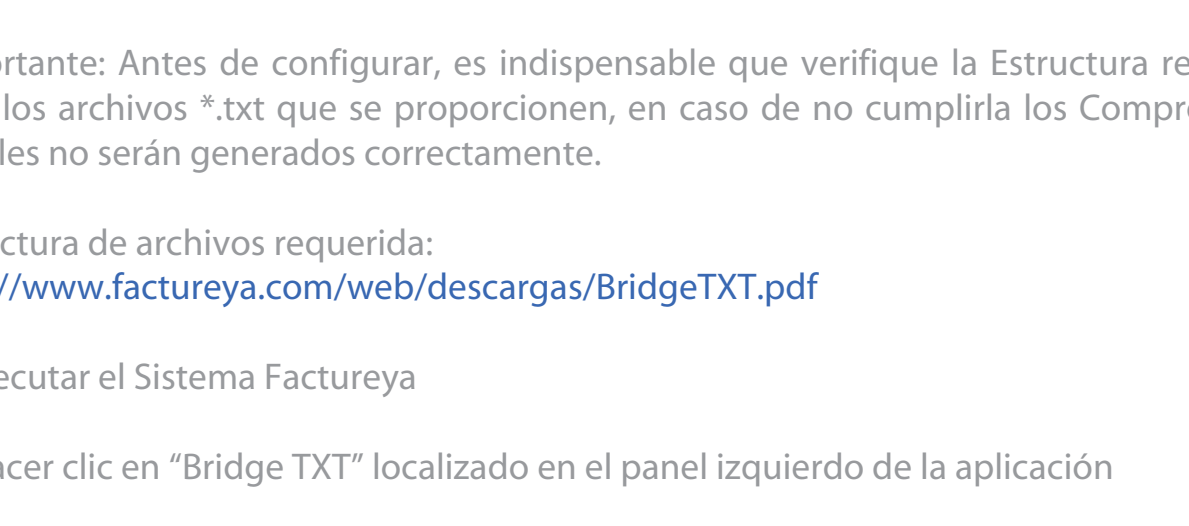 rtante: Antes de configurar, es indispensable que verifique la Estructura re
los archivos *.txt que se proporcionen, en caso de no cumplirla los Compr
les no serán generados correctamente.
ctura de archivos requerida:
//www.factureya.com/web/descargas/BridgeTXT.pdf
ecutar el Sistema Factureya
acer clic en “Bridge TXT” localizado en el panel izquierdo de la aplicación